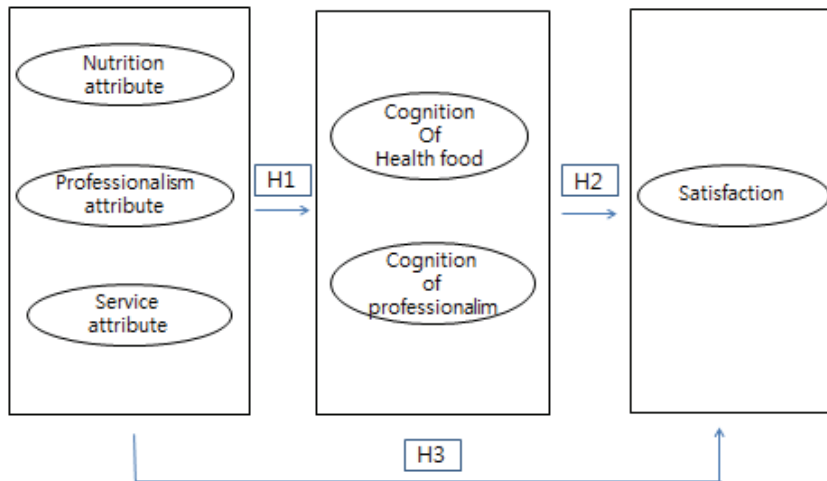 Nutrition
attribute
Professionalism
attribute
Service
attribute
H1
Cognition
Of
Health food
Cognition
of
professionalim
H2
Satisfaction
H3